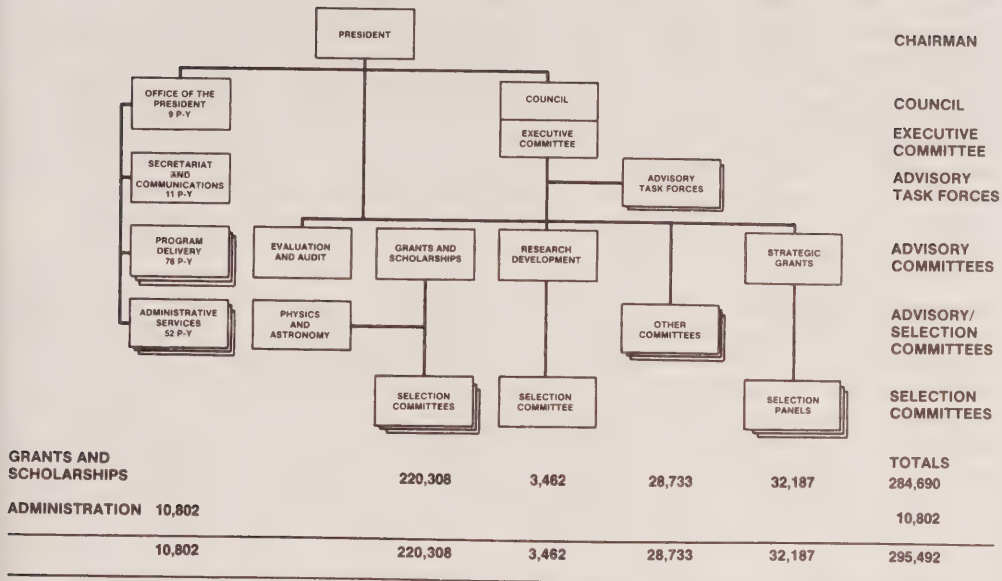 PRESIDENT
CHAIRMAN
OFFICE OF THE
PRESIDENT
9 P-Y
COUNCIL
COUNCIL
EXECUTIVE
COMMITTEE
EXECUTIVE
COMMITTEE
SECRETARIAT
AND
COMMUNICATIONS
11 P-Y
ADVISORY
TASK FORCES
ADVISORY
TASK FORCES
PROGRAM
DELIVERY
76 P-Y
EVALUATION
AND AUDIT
GRANTS AND
SCHOLARSHIPS
RESEARCH
DEVELOPMENT
STRATEGIC
GRANTS
ADVISORY
COMMITTEES
ADMINISTRATIVE
SERVICES
52 P-Y
PHYSICS
AND
ASTRONOMY
OTHER
COMMITTEES
ADVISORY/
SELECTION
COMMITTEES
SELECTION
COMMITTEES
SELECTION
COMMITTEE
SELECTION
PANELS
SELECTION
COMMITTEES
GRANTS AND
SCHOLARSHIPS 220,308 3,462 28,733 32,187
TOTALS
284,690
ADMINISTRATION 10,802 10,802
10,802 220,308 3,462 28,733 32,187 295,492